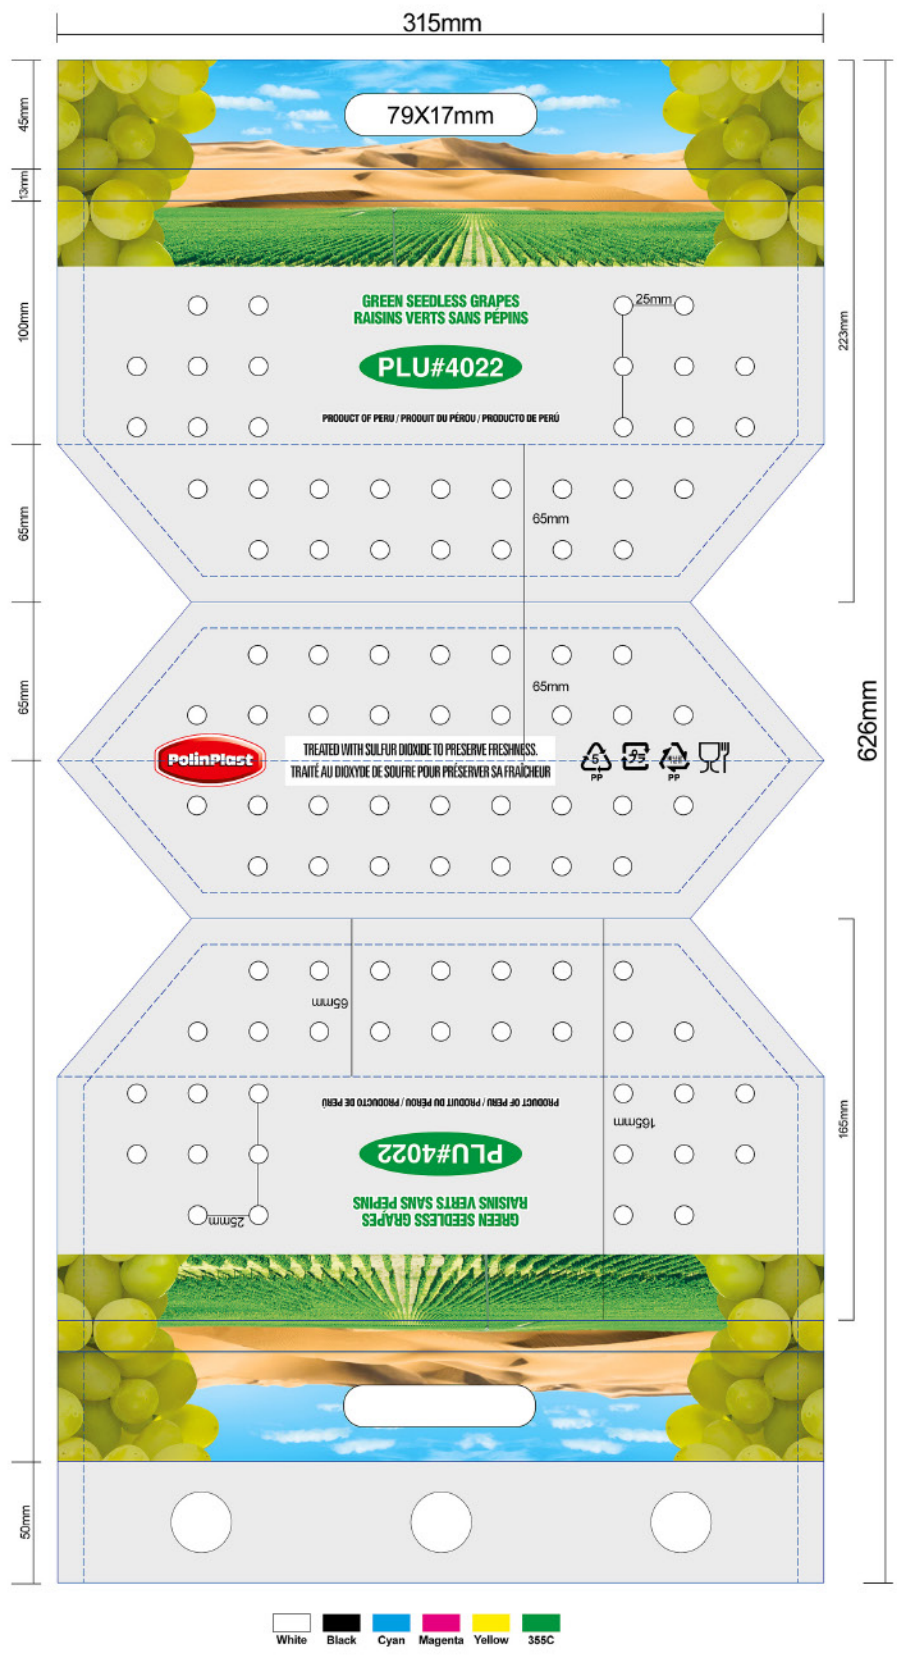 315mm
45mm
79X17mm
13mm
100mm
GREEN SEEDLESS GRAPES
RAISINS VERTS SANS PÉPINS
25mm
PLU#4022
223mm
PRODUCT OF PERU / PRODUIT DU PÉROU / PRODUCTO DE PERÚ
65mm
65mm
65mm
65mm
626mm
PolinPlast
TREATED WITH SULFUR DIOXIDE TO PRESERVE FRESHNESS.
TRAITÉ AU DIOXYDE DE SOUFRE POUR PRÉSERVER SA FRAÎCHEUR
5
PP
プラ
PP
65mm
PRODUCT OF PERU / PRODUIT DU PÉROU / PRODUCTO DE PERÚ
165mm
165mm
PLU#4022
GREEN SEEDLESS GRAPES
RAISINS VERTS SANS PÉPINS
25mm
50mm
White Black Cyan Magenta Yellow 355C